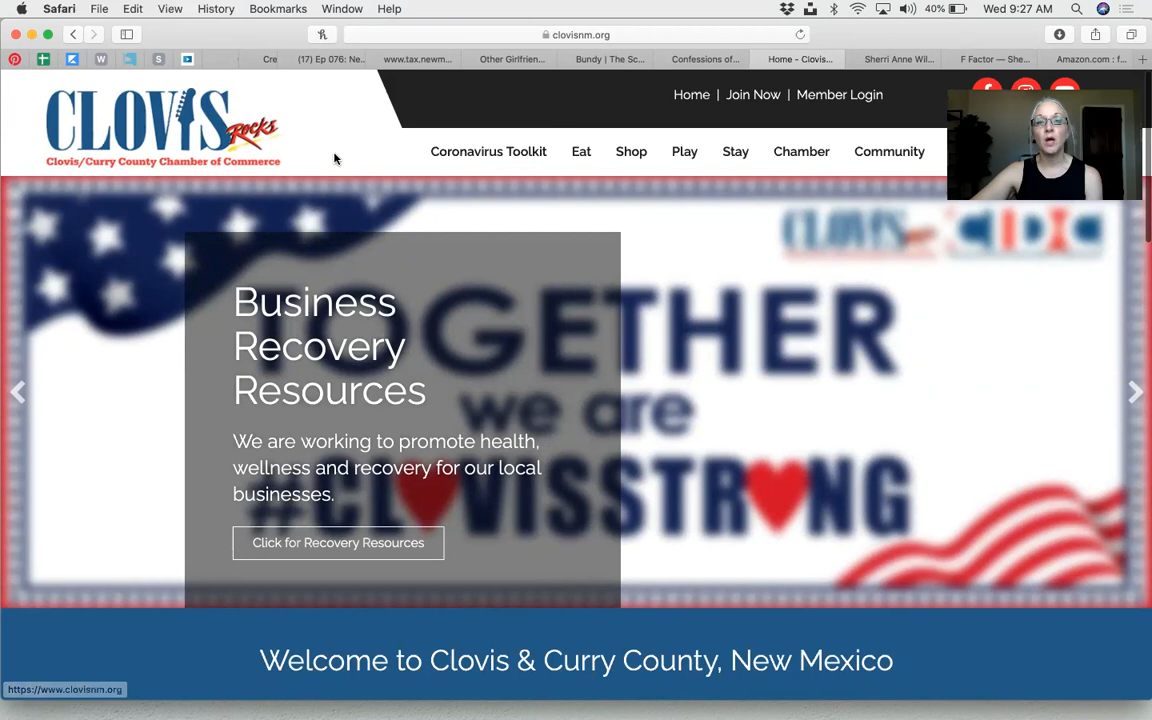 Safari File Edit View History Bookmarks Window Help 40% Wed 9:27 AM
clovisnm.org
Cre (17) Ep 076: Ne... www.tax.newm... Other Girlfrien... Bundy | The Sc... Confessions of... Home - Clovis... Sherri Anne Wil... F Factor — She... Amazon.com : f...
Home | Join Now | Member Login
CLOVIS Rocks
Clovis/Curry County Chamber of Commerce
Coronavirus Toolkit Eat Shop Play Stay Chamber Community
CLOVIS CIDC
TOGETHER
we are
#CLOVISSTRONG
Business
Recovery
Resources
We are working to promote health,
wellness and recovery for our local
businesses.
Click for Recovery Resources
Welcome to Clovis & Curry County, New Mexico
https://www.clovisnm.org